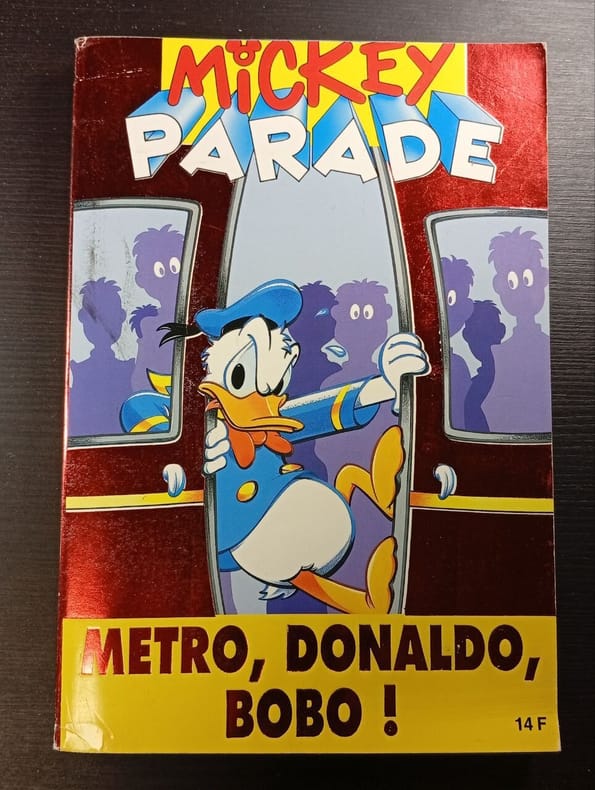 MiCKEY
PARADE
METRO, DONALDO,
BOBO !
14 F